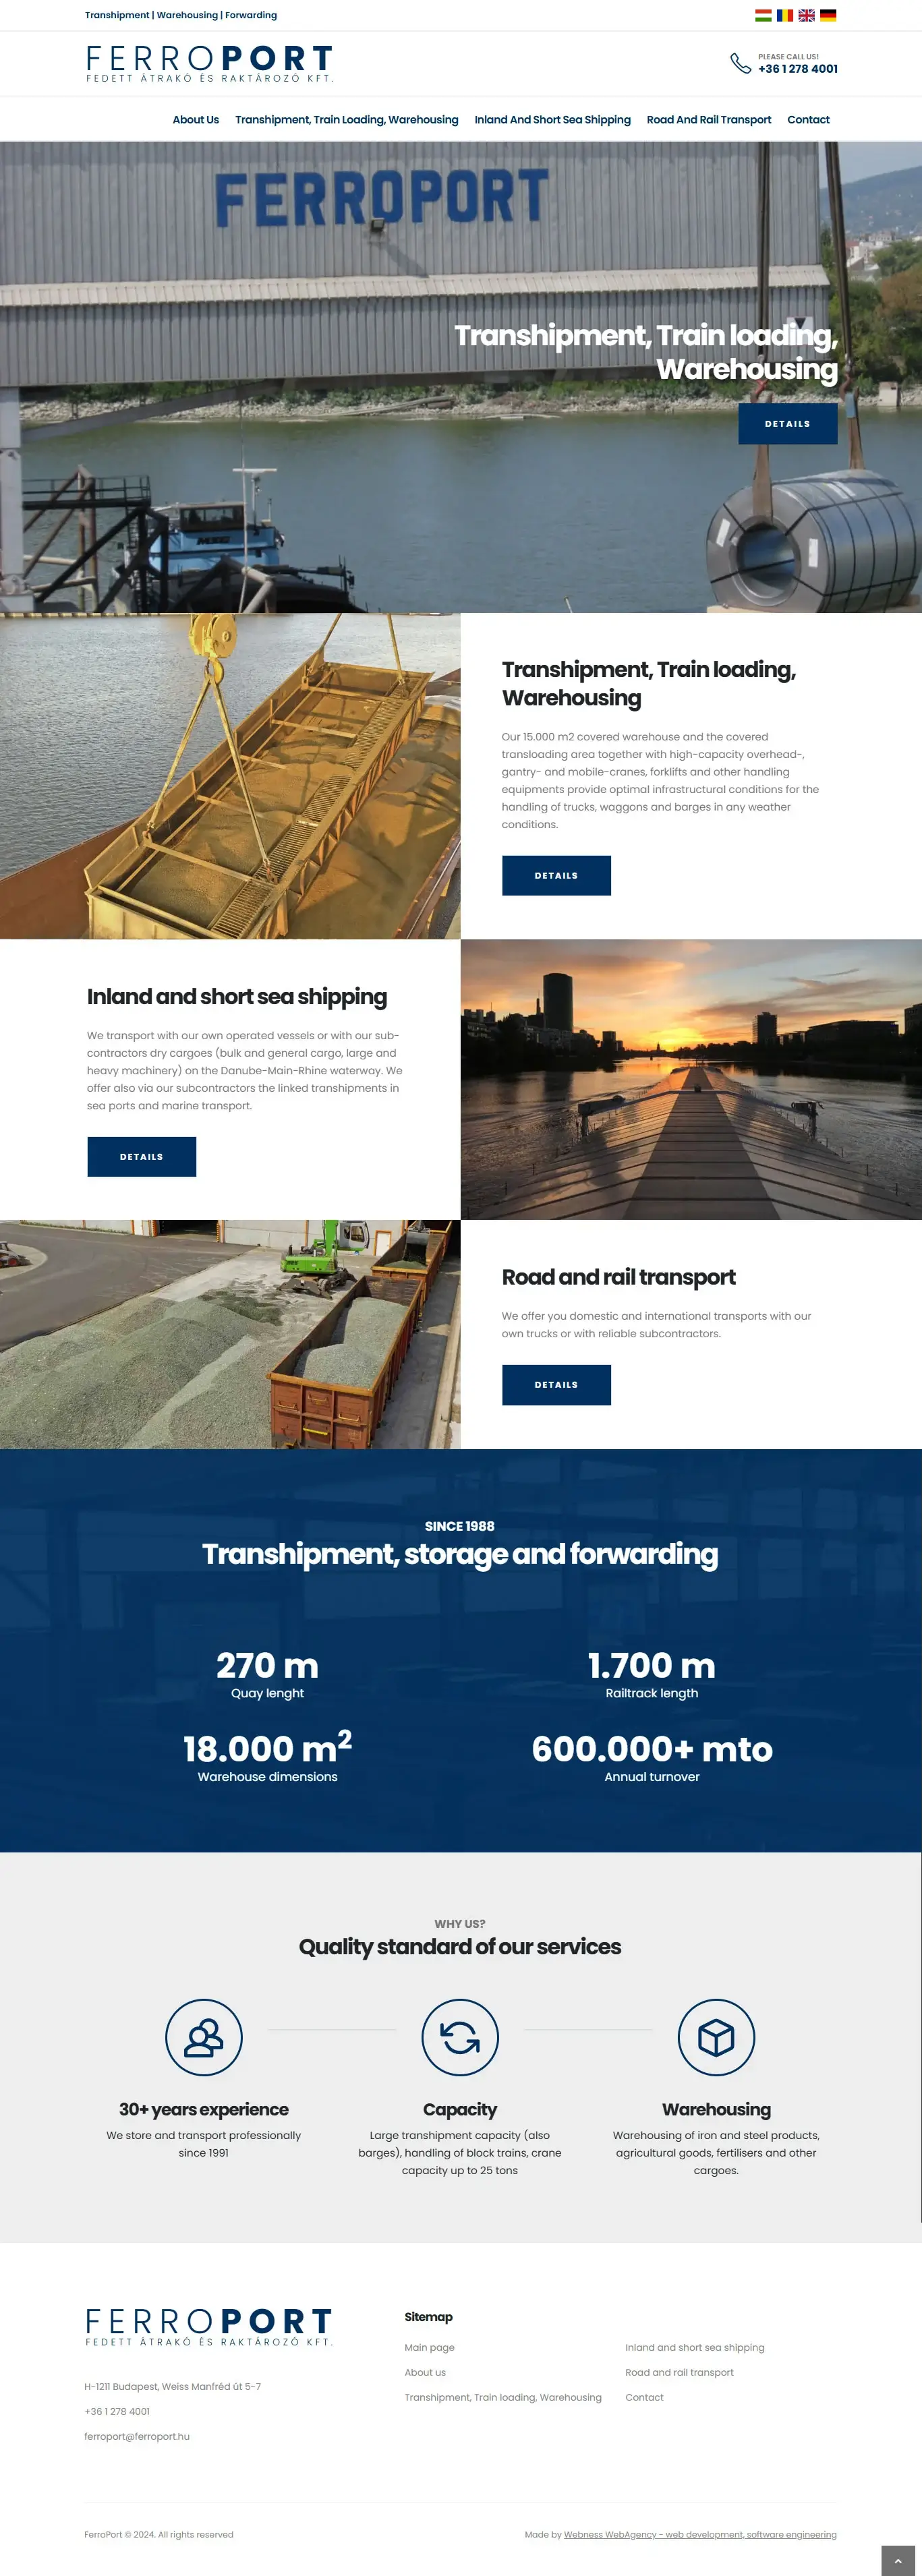 Transhipment | Warehousing | Forwarding
FERROPORT
FEDETT ÁTRAKÓ ÉS RAKTÁROZÓ KFT.
PLEASE CALL US!
+36 1 278 4001
About Us
Transhipment, Train Loading, Warehousing
Inland And Short Sea Shipping
Road And Rail Transport
Contact
FERROPORT
Transhipment, Train loading,
Warehousing
DETAILS
Transhipment, Train loading,
Warehousing
Our 15.000 m2 covered warehouse and the covered
transloading area together with high-capacity overhead-,
gantry- and mobile-cranes, forklifts and other handling
equipments provide optimal infrastructural conditions for the
handling of trucks, waggons and barges in any weather
conditions.
DETAILS
Inland and short sea shipping
We transport with our own operated vessels or with our sub-
contractors dry cargoes (bulk and general cargo, large and
heavy machinery) on the Danube-Main-Rhine waterway. We
offer also via our subcontractors the linked transhipments in
sea ports and marine transport.
DETAILS
Road and rail transport
We offer you domestic and international transports with our
own trucks or with reliable subcontractors.
DETAILS
SINCE 1988
Transhipment, storage and forwarding
270 m
Quay lenght
1.700 m
Railtrack length
18.000 m²
Warehouse dimensions
600.000+ mto
Annual turnover
WHY US?
Quality standard of our services
30+ years experience
We store and transport professionally
since 1991
Capacity
Large transhipment capacity (also
barges), handling of block trains, crane
capacity up to 25 tons
Warehousing
Warehousing of iron and steel products,
agricultural goods, fertilisers and other
cargoes.
FERROPORT
FEDETT ÁTRAKÓ ÉS RAKTÁROZÓ KFT.
H-1211 Budapest, Weiss Manfréd út 5-7
+36 1 278 4001
ferroport@ferroport.hu
Sitemap
Main page
About us
Transhipment, Train loading, Warehousing
Inland and short sea shipping
Road and rail transport
Contact
FerroPort © 2024. All rights reserved
Made by Webness WebAgency - web development, software engineering